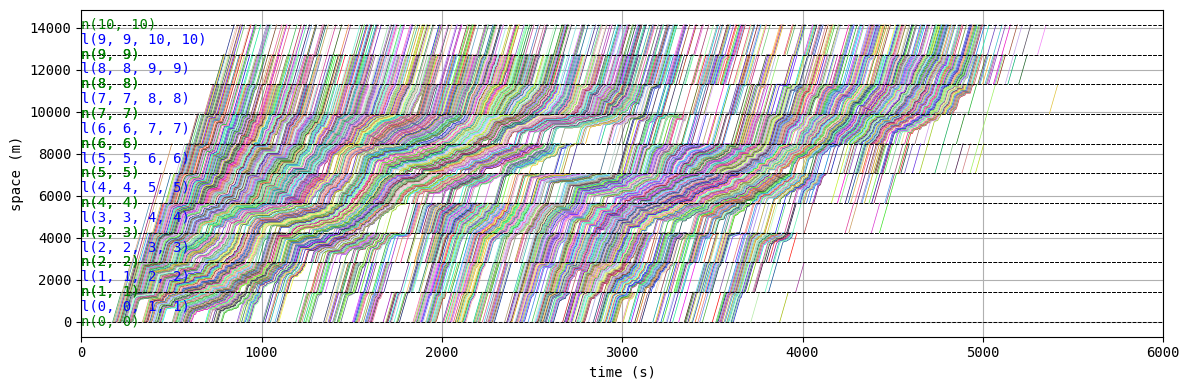 n(10, 10)
14000
l(9, 9, 10, 10)
n(9, 9)
12000
l(8, 8, 9, 9)
n(8, 8)
l(7, 7, 8, 8)
10000
n(7, 7)
l(6, 6, 7, 7)
n(6, 6)
8000
l(5, 5, 6, 6)
n(5, 5)
l(4, 4, 5, 5)
6000
n(4, 4)
l(3, 3, 4, 4)
n(3, 3)
4000
l(2, 2, 3, 3)
n(2, 2)
l(1, 1, 2, 2)
2000
n(1, 1)
l(0, 0, 1, 1)
n(0, 0)
0
space (m)
0 1000 2000 3000 4000 5000 6000
time (s)